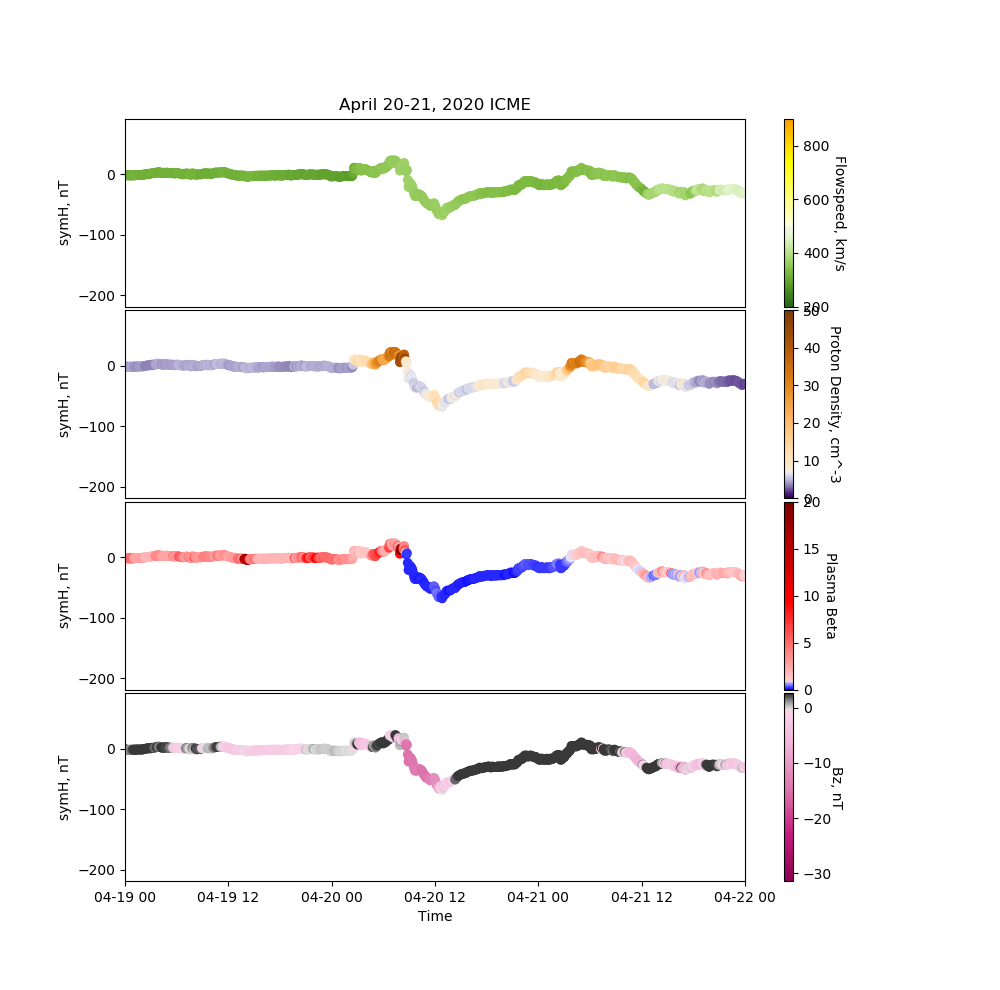 April 20-21, 2020 ICME
0
−100
−200
symH, nT
800
600
400
200
Flowspeed, km/s
0
−100
−200
symH, nT
50
40
30
20
10
0
Proton Density, cm^-3
0
−100
−200
symH, nT
20
15
10
5
0
Plasma Beta
0
−100
−200
symH, nT
0
−10
−20
−30
Bz, nT
04-19 00 04-19 12 04-20 00 04-20 12 04-21 00 04-21 12 04-22 00
Time